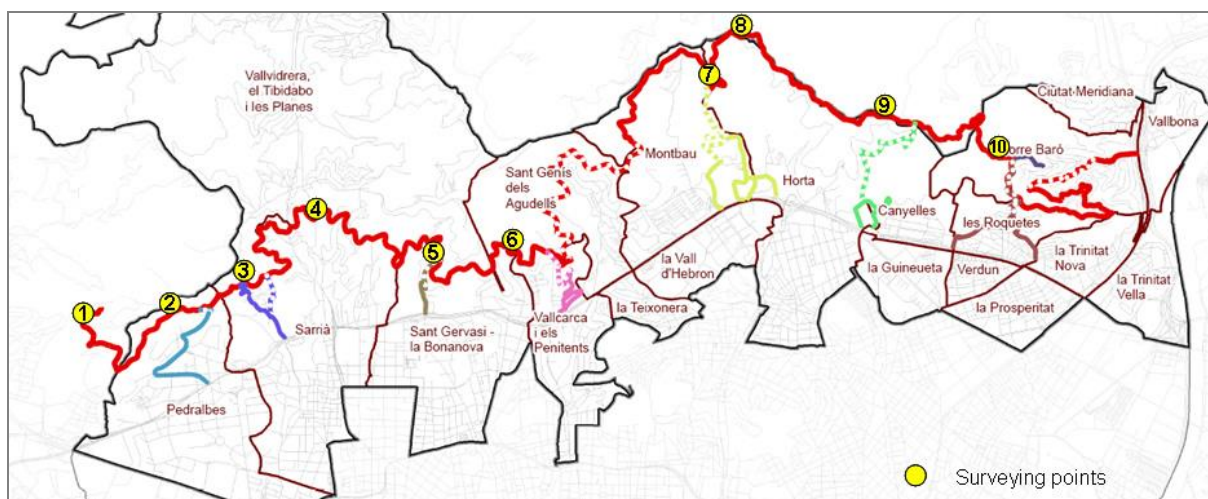 8
7
Vallvidrera,
el Tibidabo
i les Planes
Ciutat-Meridiana
Vallbona
9
10
Torre Baró
Montbau
Sant Genís
dels
Agudells
Horta
4
Canyelles
les Roquetes
5
6
3
la Vall
d'Hebron
la Guineueta
Verdun
la Trinitat
Nova
1
2
la Trinitat
Vella
la Prosperitat
la Teixonera
Sarrià
Sant Gervasi -
la Bonanova
Vallcarca
i els
Penitents
Pedralbes
Surveying points